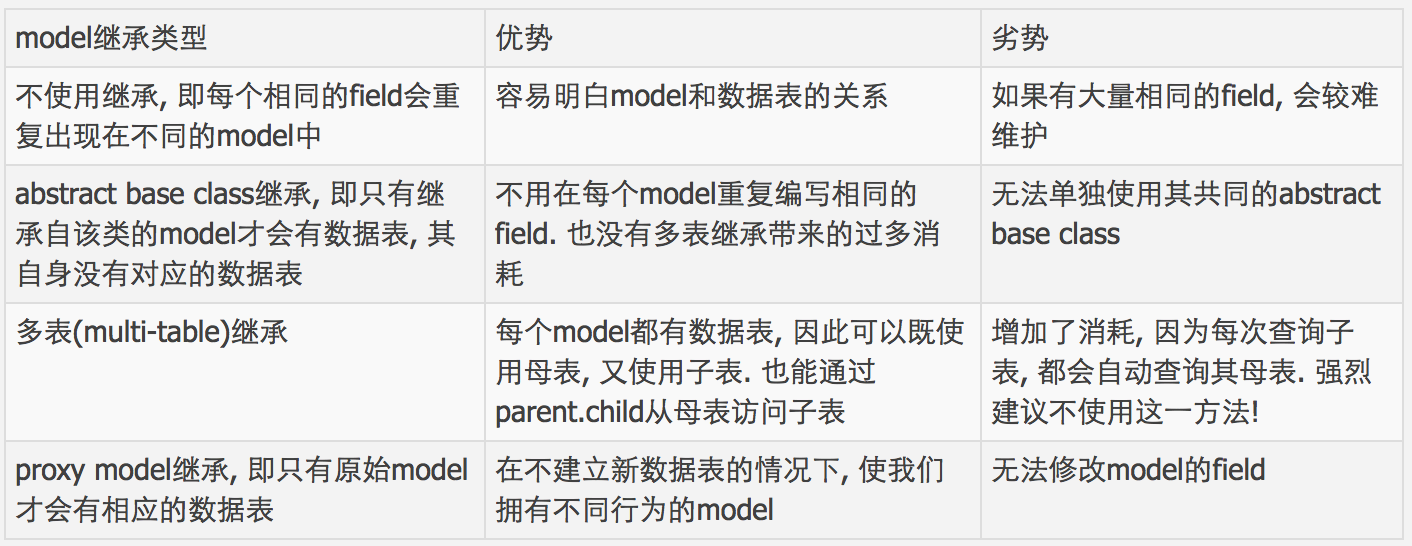 model继承类型
优势
劣势
不使用继承, 即每个相同的field会重
复出现在不同的model中
容易明白model和数据表的关系
如果有大量相同的field, 会较难
维护
abstract base class继承, 即只有继
承自该类的model才会有数据表, 其
自身没有对应的数据表
不用在每个model重复编写相同的
field. 也没有多表继承带来的过多消
耗
无法单独使用其共同的abstract
base class
多表(multi-table)继承
每个model都有数据表, 因此可以既使
用母表, 又使用子表. 也能通过
parent.child从母表访问子表
增加了消耗, 因为每次查询子
表, 都会自动查询其母表. 强烈
建议不使用这一方法!
proxy model继承, 即只有原始model
才会有相应的数据表
在不建立新数据表的情况下, 使我们
拥有不同行为的model
无法修改model的field